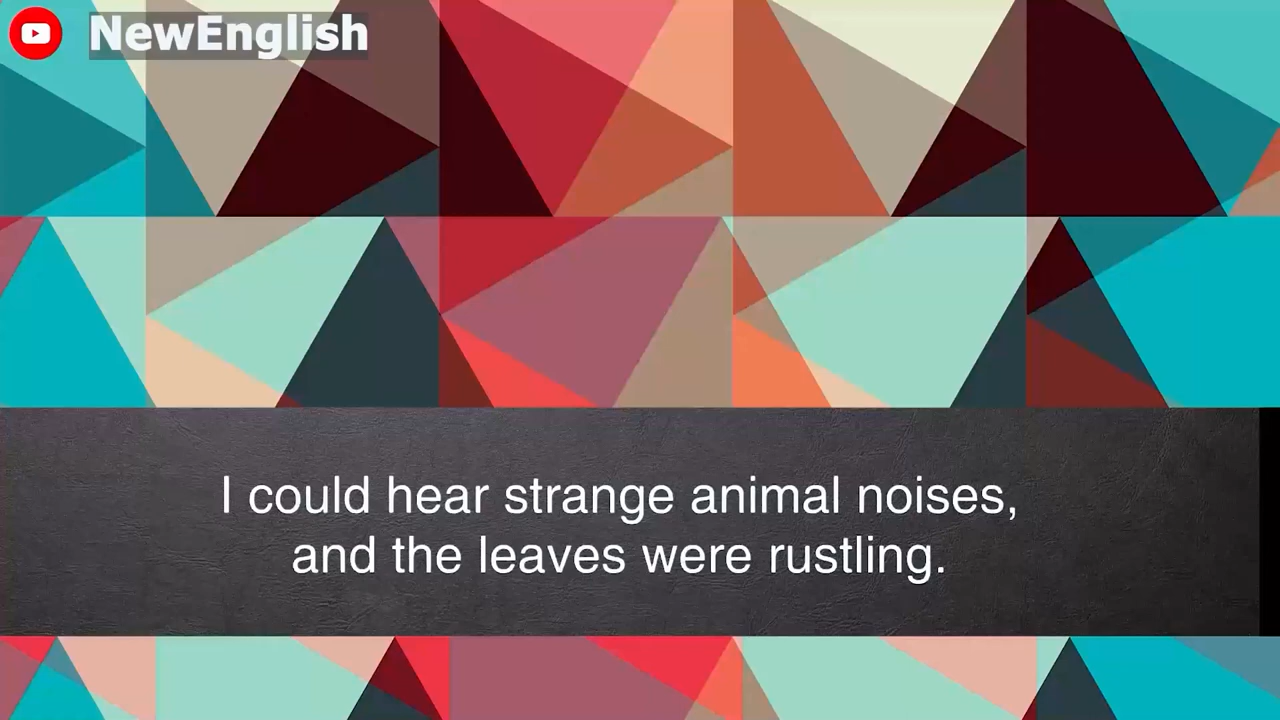 NewEnglish
I could hear strange animal noises,
and the leaves were rustling.